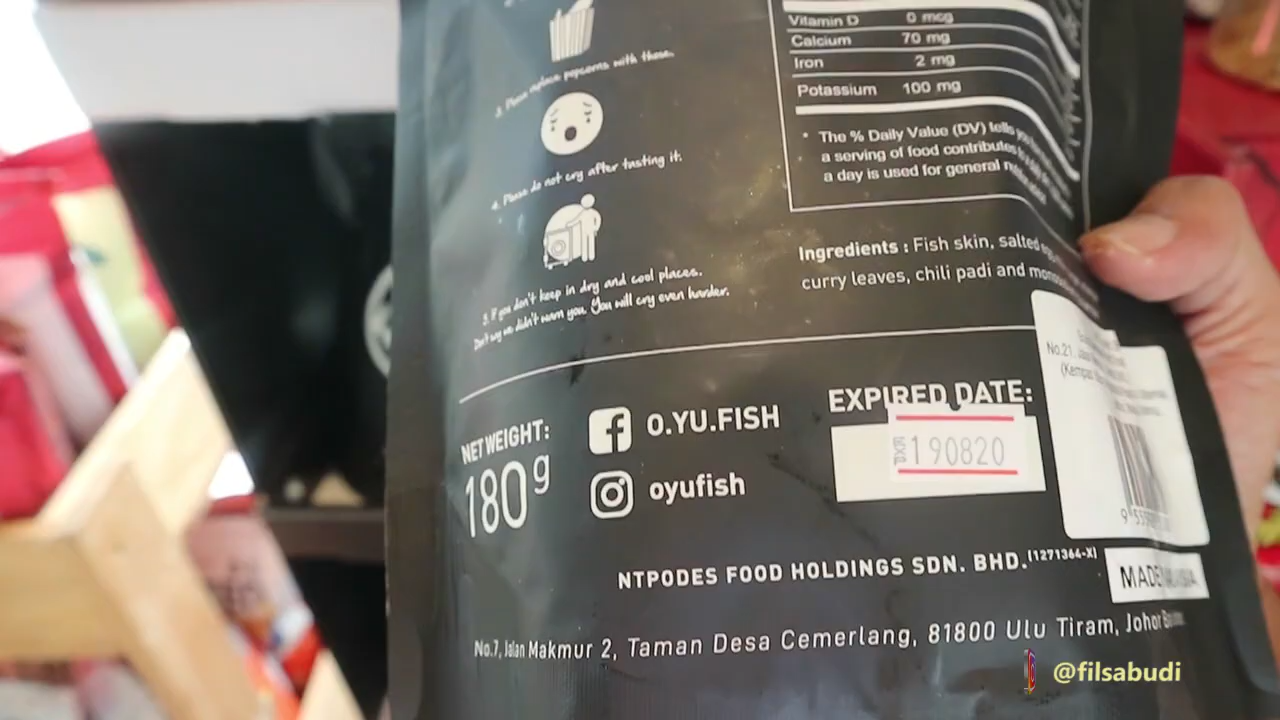 3. Please replace popcorns with these.
4. Please do not cry after tasting it.
5. If you don't keep in dry and cool places.
Don't say we didn't warn you. You will cry even harder.
Vitamin D 0 mcg
Calcium 70 mg
Iron 2 mg
Potassium 100 mg
* The % Daily Value (DV) tells you
a serving of food contributes
a day is used for general
Ingredients : Fish skin, salted
curry leaves, chili padi and
NET WEIGHT:
180g
O.YU.FISH
oyufish
EXPIRED DATE:
EXP: 190820
No.21,
(Kempas
NTPODES FOOD HOLDINGS SDN. BHD.(1271364-X)
MADE
No.7, Jalan Makmur 2, Taman Desa Cemerlang, 81800 Ulu Tiram, Johor
@filsabudi